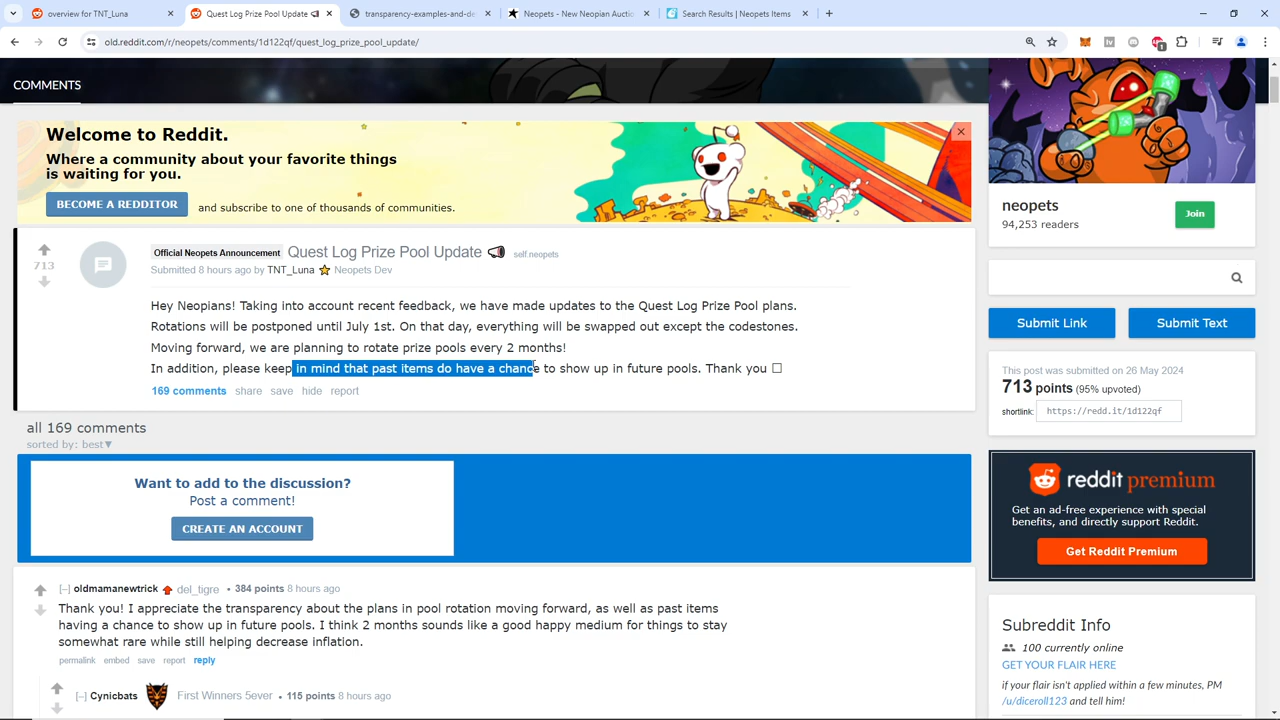 overview for TNT_Luna
Quest Log Prize Pool Update
transparency-examples-and-de
Neopets - New Neopian Auctio
Search Results | Neopets Items
old.reddit.com/r/neopets/comments/1d122qf/quest_log_prize_pool_update/
COMMENTS
Welcome to Reddit.
Where a community about your favorite things
is waiting for you.
BECOME A REDDITOR and subscribe to one of thousands of communities.
713
Official Neopets Announcement Quest Log Prize Pool Update self.neopets
Submitted 8 hours ago by TNT_Luna Neopets Dev
Hey Neopians! Taking into account recent feedback, we have made updates to the Quest Log Prize Pool plans.
Rotations will be postponed until July 1st. On that day, everything will be swapped out except the codestones.
Moving forward, we are planning to rotate prize pools every 2 months!
In addition, please keep in mind that past items do have a chance to show up in future pools. Thank you □
169 comments share save hide report
all 169 comments
sorted by: best▼
Want to add to the discussion?
Post a comment!
CREATE AN ACCOUNT
[–] oldmamanewtrick del_tigre • 384 points 8 hours ago
Thank you! I appreciate the transparency about the plans in pool rotation moving forward, as well as past items
having a chance to show up in future pools. I think 2 months sounds like a good happy medium for things to stay
somewhat rare while still helping decrease inflation.
permalink embed save report reply
[–] Cynicbats First Winners 5ever • 115 points 8 hours ago
neopets
94,253 readers
Join
Submit Link
Submit Text
This post was submitted on 26 May 2024
713 points (95% upvoted)
shortlink: https://redd.it/1d122qf
reddit premium
Get an ad-free experience with special
benefits, and directly support Reddit.
Get Reddit Premium
Subreddit Info
100 currently online
GET YOUR FLAIR HERE
if your flair isn't applied within a few minutes, PM
/u/diceroll123 and tell him!